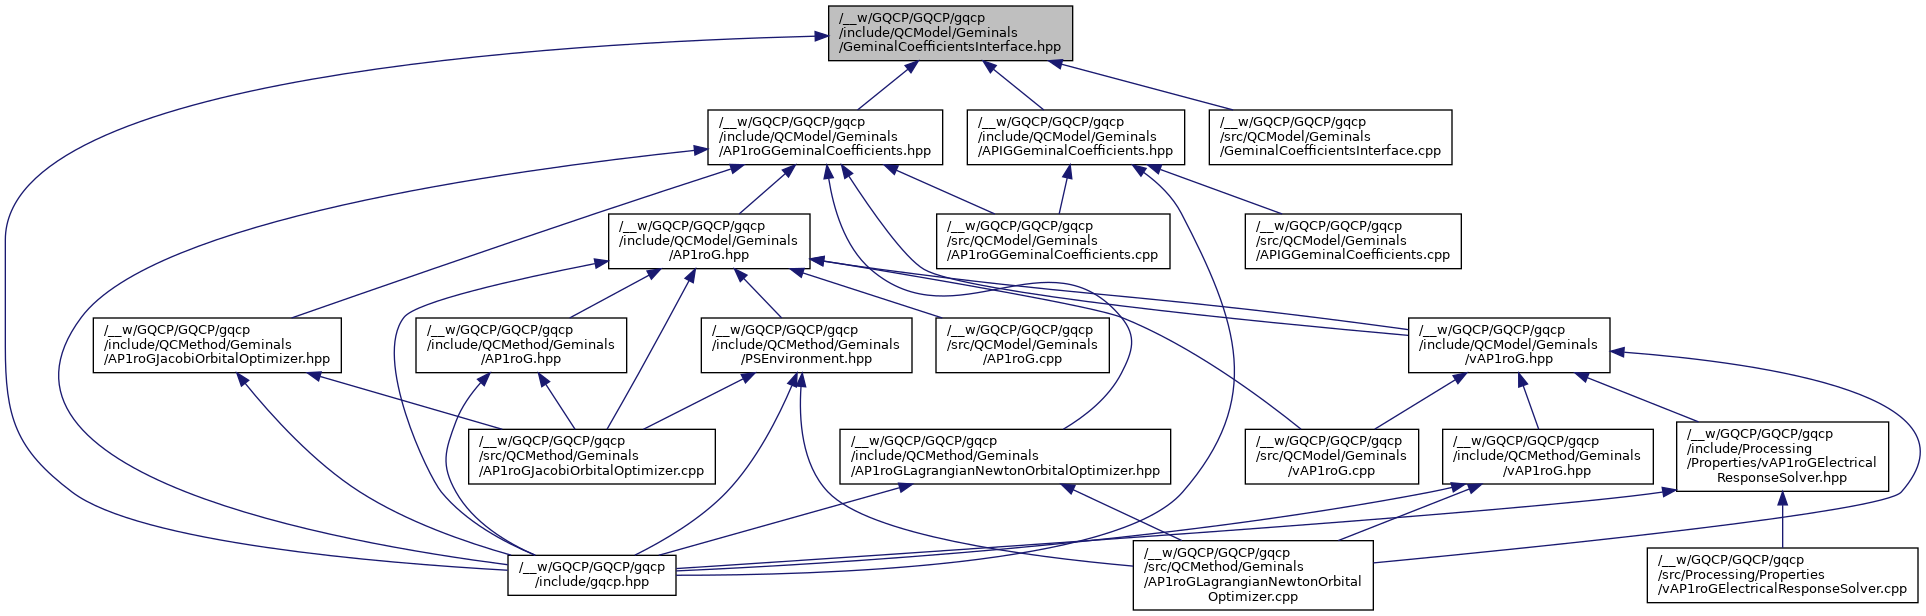 /__w/GQCP/GQCP/gqcp
/include/QCModel/Geminals
/GeminalCoefficientsInterface.hpp
/__w/GQCP/GQCP/gqcp
/include/QCModel/Geminals
/AP1roGGeminalCoefficients.hpp
/__w/GQCP/GQCP/gqcp
/include/QCModel/Geminals
/APIGGeminalCoefficients.hpp
/__w/GQCP/GQCP/gqcp
/src/QCModel/Geminals
/GeminalCoefficientsInterface.cpp
/__w/GQCP/GQCP/gqcp
/include/QCModel/Geminals
/AP1roG.hpp
/__w/GQCP/GQCP/gqcp
/src/QCModel/Geminals
/AP1roGGeminalCoefficients.cpp
/__w/GQCP/GQCP/gqcp
/src/QCModel/Geminals
/APIGGeminalCoefficients.cpp
/__w/GQCP/GQCP/gqcp
/include/QCMethod/Geminals
/AP1roGJacobiOrbitalOptimizer.hpp
/__w/GQCP/GQCP/gqcp
/include/QCMethod/Geminals
/AP1roG.hpp
/__w/GQCP/GQCP/gqcp
/include/QCMethod/Geminals
/PSEnvironment.hpp
/__w/GQCP/GQCP/gqcp
/src/QCModel/Geminals
/AP1roG.cpp
/__w/GQCP/GQCP/gqcp
/include/QCModel/Geminals
/vAP1roG.hpp
/__w/GQCP/GQCP/gqcp
/src/QCMethod/Geminals
/AP1roGJacobiOrbitalOptimizer.cpp
/__w/GQCP/GQCP/gqcp
/include/QCMethod/Geminals
/AP1roGLagrangianNewtonOrbitalOptimizer.hpp
/__w/GQCP/GQCP/gqcp
/src/QCModel/Geminals
/vAP1roG.cpp
/__w/GQCP/GQCP/gqcp
/include/QCMethod/Geminals
/vAP1roG.hpp
/__w/GQCP/GQCP/gqcp
/include/Processing
/Properties/vAP1roGElectrical
ResponseSolver.hpp
/__w/GQCP/GQCP/gqcp
/include/gqcp.hpp
/__w/GQCP/GQCP/gqcp
/src/QCMethod/Geminals
/AP1roGLagrangianNewtonOrbital
Optimizer.cpp
/__w/GQCP/GQCP/gqcp
/src/Processing/Properties
/vAP1roGElectricalResponseSolver.cpp